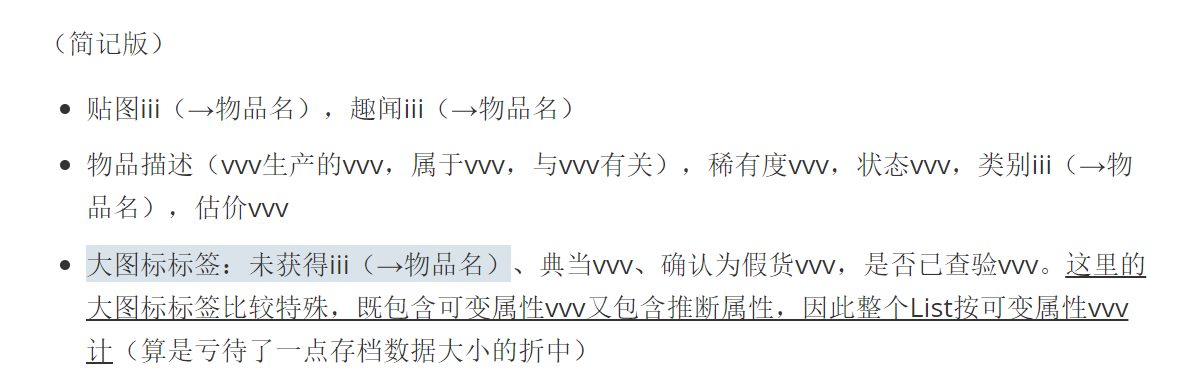 （简记版）
贴图iii（→物品名），趣闻iii（→物品名）
物品描述（vvv生产的vvv，属于vvv，与vvv有关），稀有度vvv，状态vvv，类别iii（→物
品名），估价vvv
大图标标签：未获得iii（→物品名）、典当vvv、确认为假货vvv，是否已查验vvv。这里的
大图标标签比较特殊，既包含可变属性vvv又包含推断属性，因此整个List按可变属性vvv
计（算是亏待了一点存档数据大小的折中）